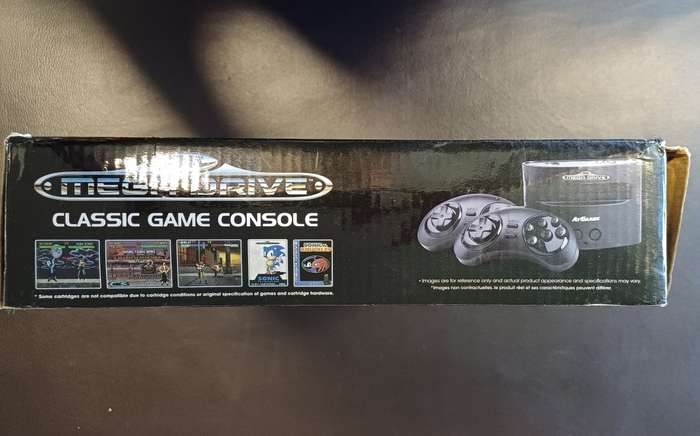 MEGA DRIVE
CLASSIC GAME CONSOLE
SONIC
* Some cartridges are not compatible due to cartridge conditions or original specification of games and cartridge hardware.
MEGA DRIVE
AtGames
• Images are for reference only and actual product appearance and specifications may vary.
*Images non contractuelles, le produit réel et ses caractéristiques peuvent différer.